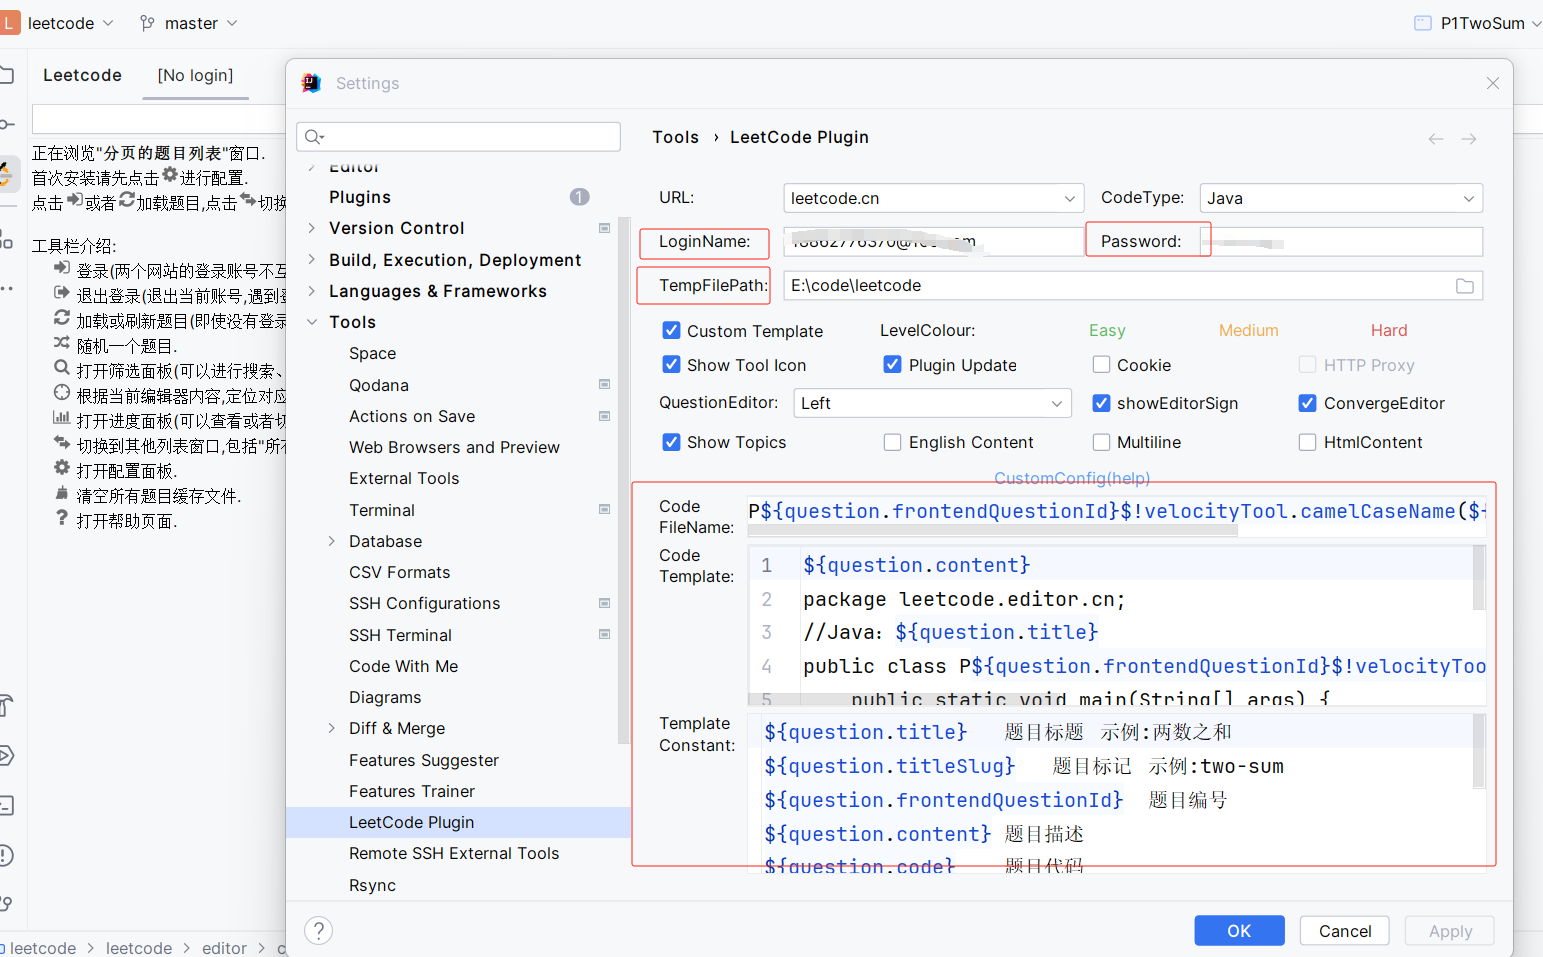 L leetcode master P1TwoSum
Leetcode [No login]
正在浏览"分页的题目列表"窗口.
首次安装请先点击进行配置.
点击或者加载题目,点击切换
工具栏介绍:
登录(两个网站的登录账号不互
退出登录(退出当前账号,遇到
加载或刷新题目(即使没有登录
随机一个题目.
打开筛选面板(可以进行搜索、
根据当前编辑器内容,定位对应
打开进度面板(可以查看或者切
切换到其他列表窗口,包括"所有
打开配置面板.
清空所有题目缓存文件.
? 打开帮助页面.
Settings
Editor
Plugins 1
Version Control
Build, Execution, Deployment
Languages & Frameworks
Tools
Space
Qodana
Actions on Save
Web Browsers and Preview
External Tools
Terminal
Database
CSV Formats
SSH Configurations
SSH Terminal
Code With Me
Diagrams
Diff & Merge
Features Suggester
Features Trainer
LeetCode Plugin
Remote SSH External Tools
Rsync
Tools › LeetCode Plugin
URL: leetcode.cn CodeType: Java
LoginName: Password:
TempFilePath: E:\code\leetcode
Custom Template LevelColour: Easy Medium Hard
Show Tool Icon Plugin Update Cookie HTTP Proxy
QuestionEditor: Left showEditorSign ConvergeEditor
Show Topics English Content Multiline HtmlContent
CustomConfig(help)
Code FileName: P${question.frontendQuestionId}$!velocityTool.camelCaseName(${
Code Template:
1 ${question.content}
2 package leetcode.editor.cn;
3 //Java: ${question.title}
4 public class P${question.frontendQuestionId}$!velocityToo
5 public static void main(String[] args) {
Template Constant:
${question.title} 题目标题 示例:两数之和
${question.titleSlug} 题目标记 示例:two-sum
${question.frontendQuestionId} 题目编号
${question.content} 题目描述
${question.code} 题目代码
? OK Cancel Apply
leetcode > leetcode > editor > c